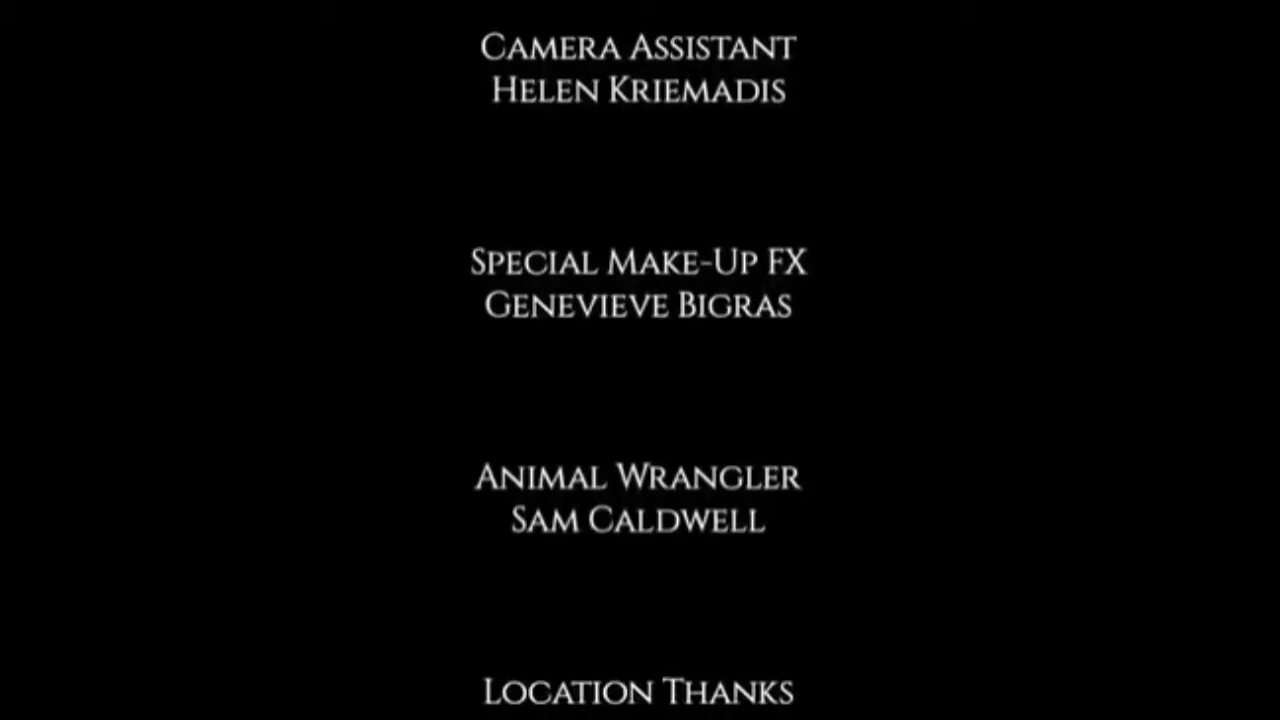 Camera Assistant
Helen Kriemadis
Special Make-Up FX
Genevieve Bigras
Animal Wrangler
Sam Caldwell
Location Thanks